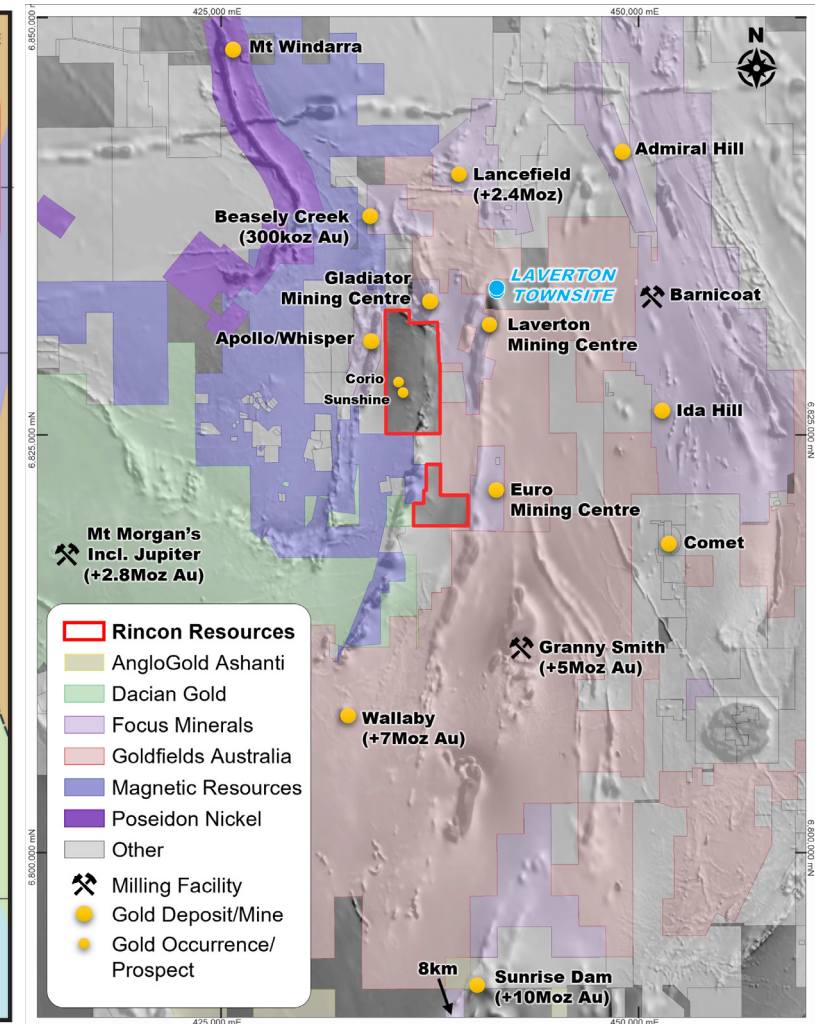 425,000 mE
450,000 mE
6,850,000 m
N
Mt Windarra
Admiral Hill
Lancefield
(+2.4Moz)
Beasely Creek
(300koz Au)
Gladiator
Mining Centre
LAVERTON
TOWNSITE
Barnicoat
Apollo/Whisper
Laverton
Mining Centre
Corio
Sunshine
Ida Hill
6,825,000 mN
6,825,000 mN
Euro
Mining Centre
Mt Morgan's
Incl. Jupiter
(+2.8Moz Au)
Comet
Granny Smith
(+5Moz Au)
Wallaby
(+7Moz Au)
Rincon Resources
AngloGold Ashanti
Dacian Gold
Focus Minerals
Goldfields Australia
Magnetic Resources
Poseidon Nickel
Other
Milling Facility
Gold Deposit/Mine
Gold Occurrence/
Prospect
6,800,000 mN
6,800,000 mN
8km
Sunrise Dam
(+10Moz Au)
425,000 mE
450,000 mE